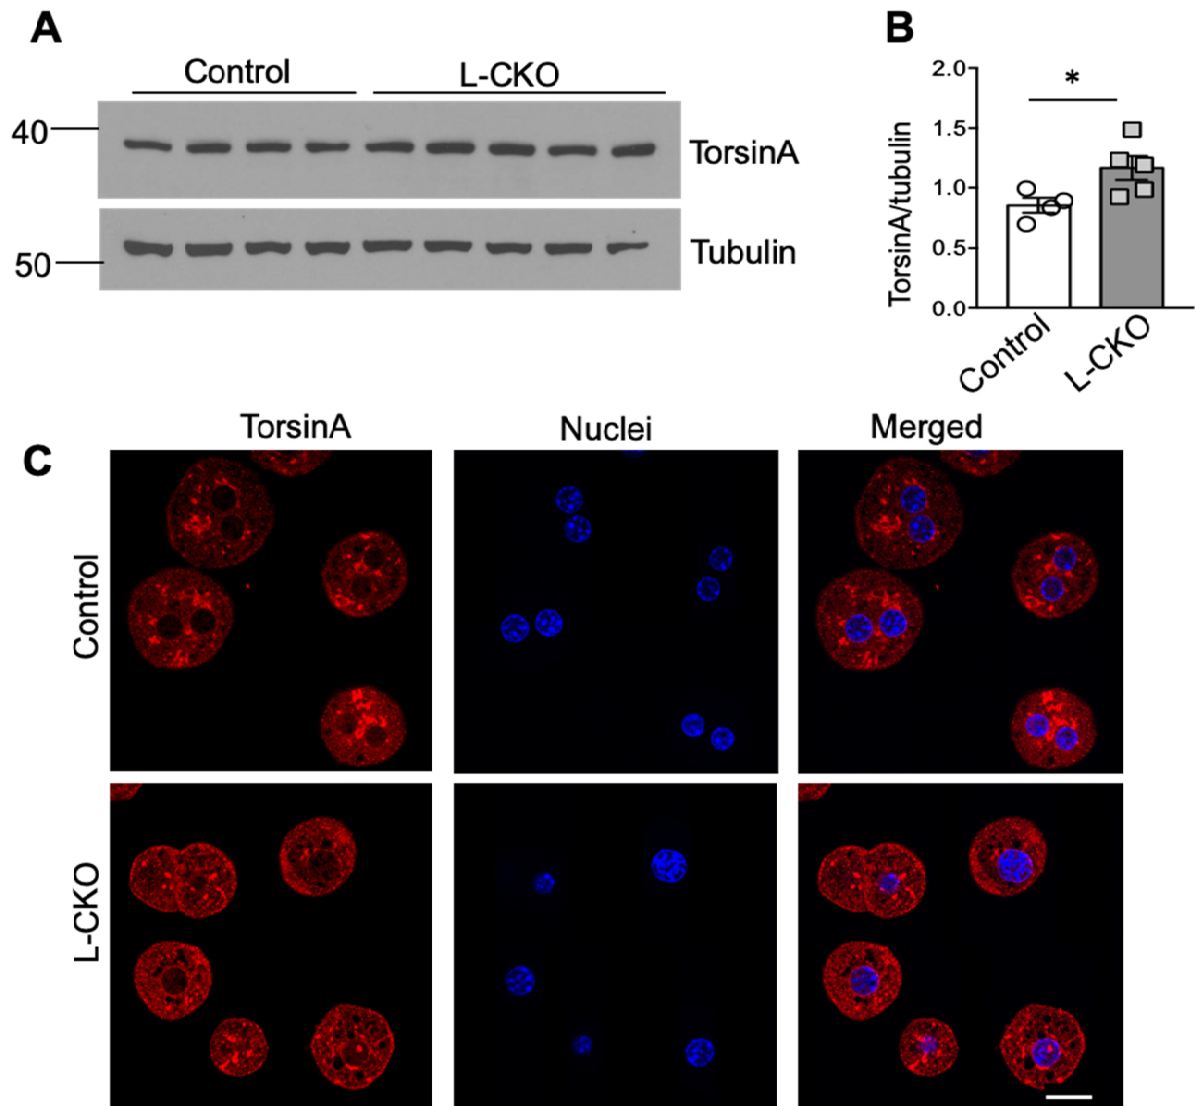 A
Control L-CKO
40
TorsinA
50
Tubulin
B
2.0
*
1.5
1.0
0.5
0.0
TorsinA/tubulin
Control
L-CKO
C
TorsinA Nuclei Merged
Control
L-CKO